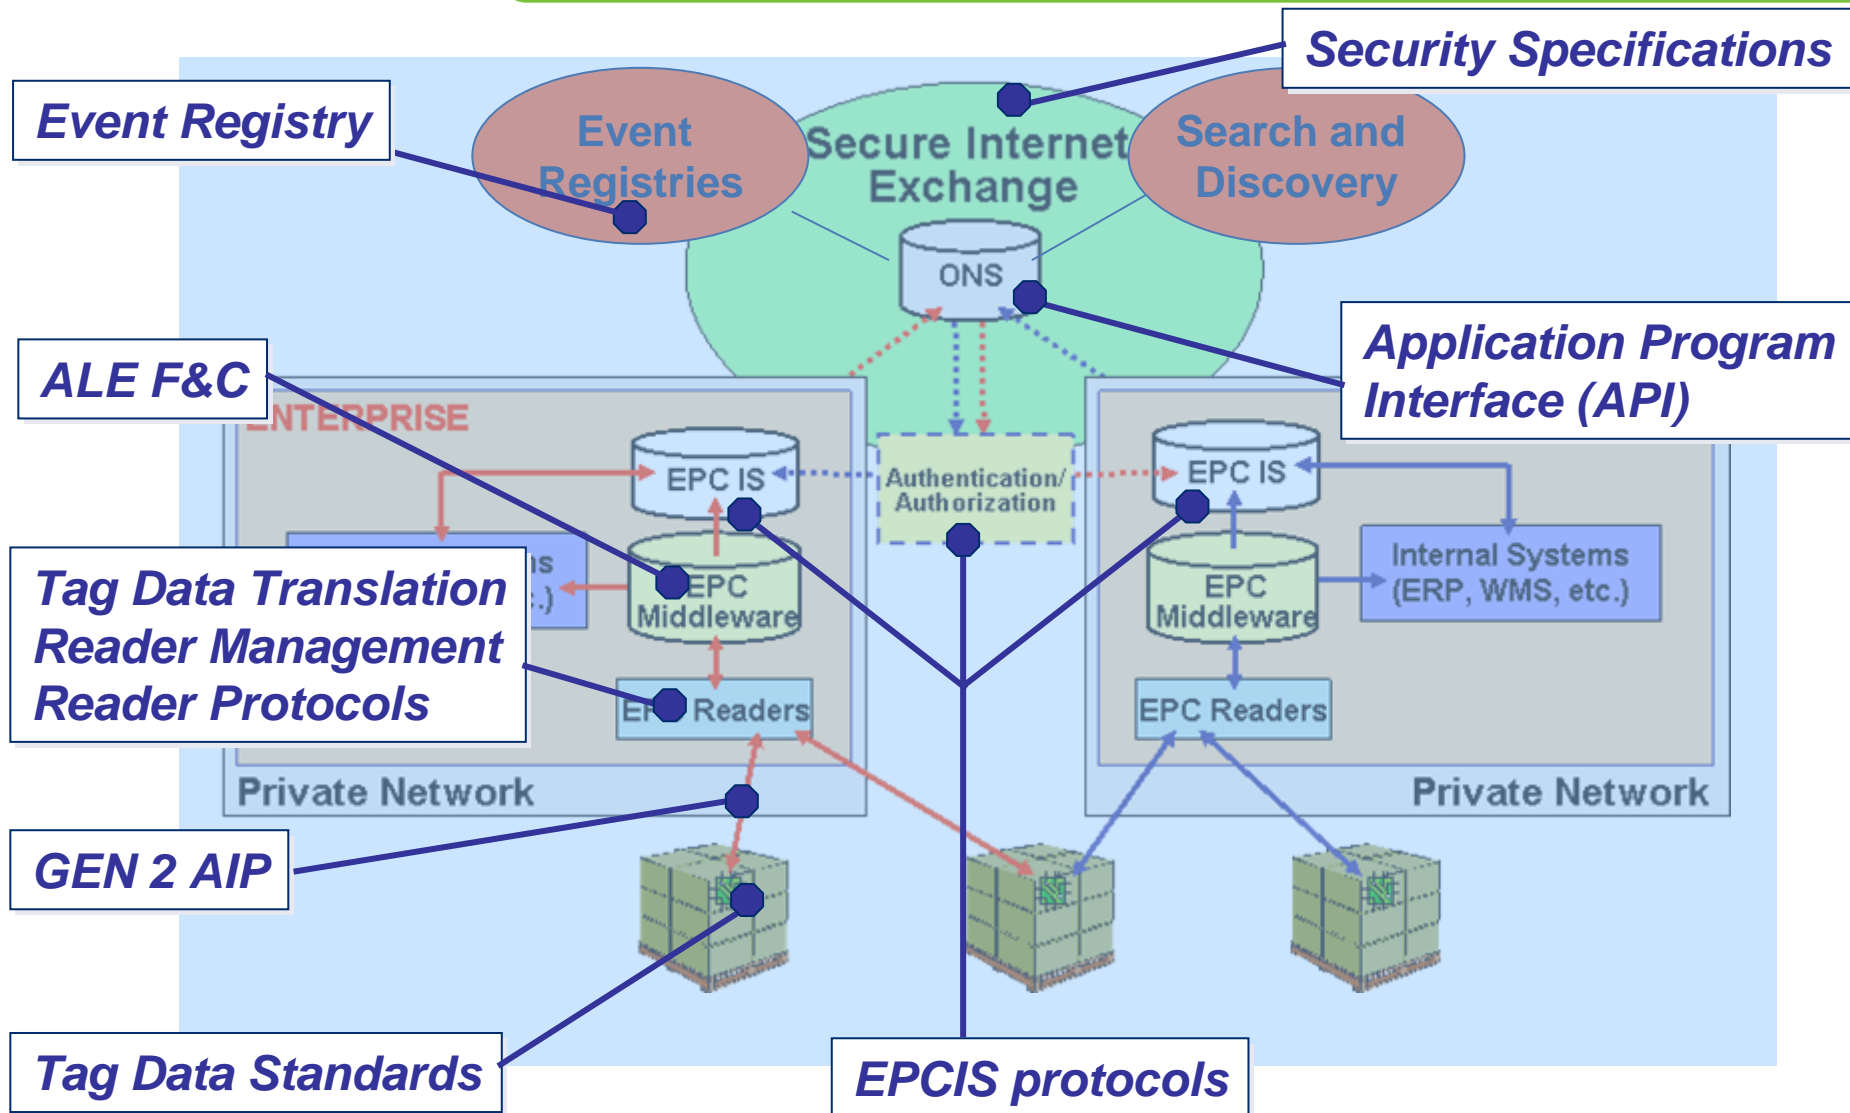 Security Specifications
Event Registry
Event
Registries
Secure Internet
Exchange
Search and
Discovery
ONS
Application Program
Interface (API)
ALE F&C
ENTERPRISE
EPC IS
Authentication/
Authorization
EPC IS
Tag Data Translation
Reader Management
Reader Protocols
EPC
Middleware
EPC
Middleware
Internal Systems
(ERP, WMS, etc.)
Readers
EPC Readers
Private Network
Private Network
GEN 2 AIP
Tag Data Standards
EPCIS protocols